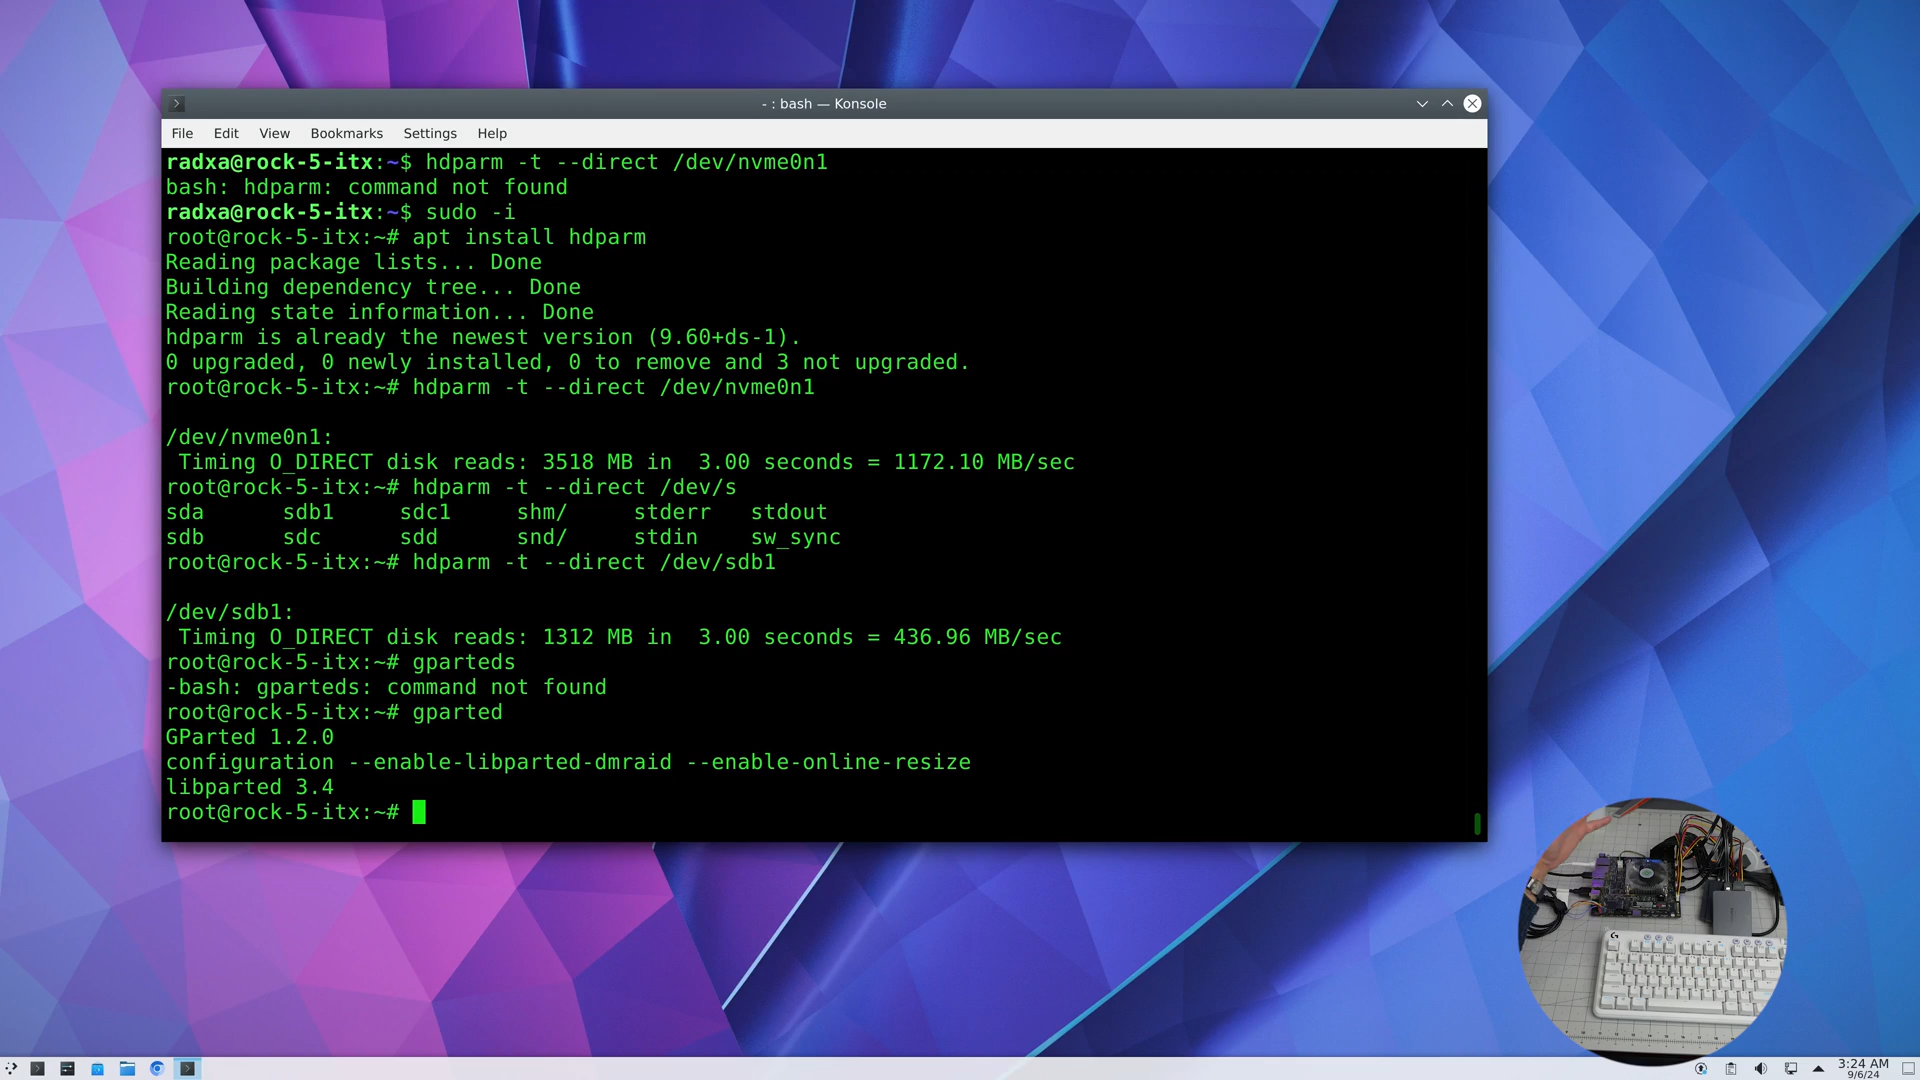 - : bash — Konsole
File Edit View Bookmarks Settings Help
radxa@rock-5-itx:~$ hdparm -t --direct /dev/nvme0n1
bash: hdparm: command not found
radxa@rock-5-itx:~$ sudo -i
root@rock-5-itx:~# apt install hdparm
Reading package lists... Done
Building dependency tree... Done
Reading state information... Done
hdparm is already the newest version (9.60+ds-1).
0 upgraded, 0 newly installed, 0 to remove and 3 not upgraded.
root@rock-5-itx:~# hdparm -t --direct /dev/nvme0n1
/dev/nvme0n1:
 Timing O_DIRECT disk reads: 3518 MB in  3.00 seconds = 1172.10 MB/sec
root@rock-5-itx:~# hdparm -t --direct /dev/s
sda      sdb1     sdc1     shm/     stderr   stdout
sdb      sdc      sdd      snd/     stdin    sw_sync
root@rock-5-itx:~# hdparm -t --direct /dev/sdb1
/dev/sdb1:
 Timing O_DIRECT disk reads: 1312 MB in  3.00 seconds = 436.96 MB/sec
root@rock-5-itx:~# gparteds
-bash: gparteds: command not found
root@rock-5-itx:~# gparted
GParted 1.2.0
configuration --enable-libparted-dmraid --enable-online-resize
libparted 3.4
root@rock-5-itx:~#
3:24 AM
9/6/24